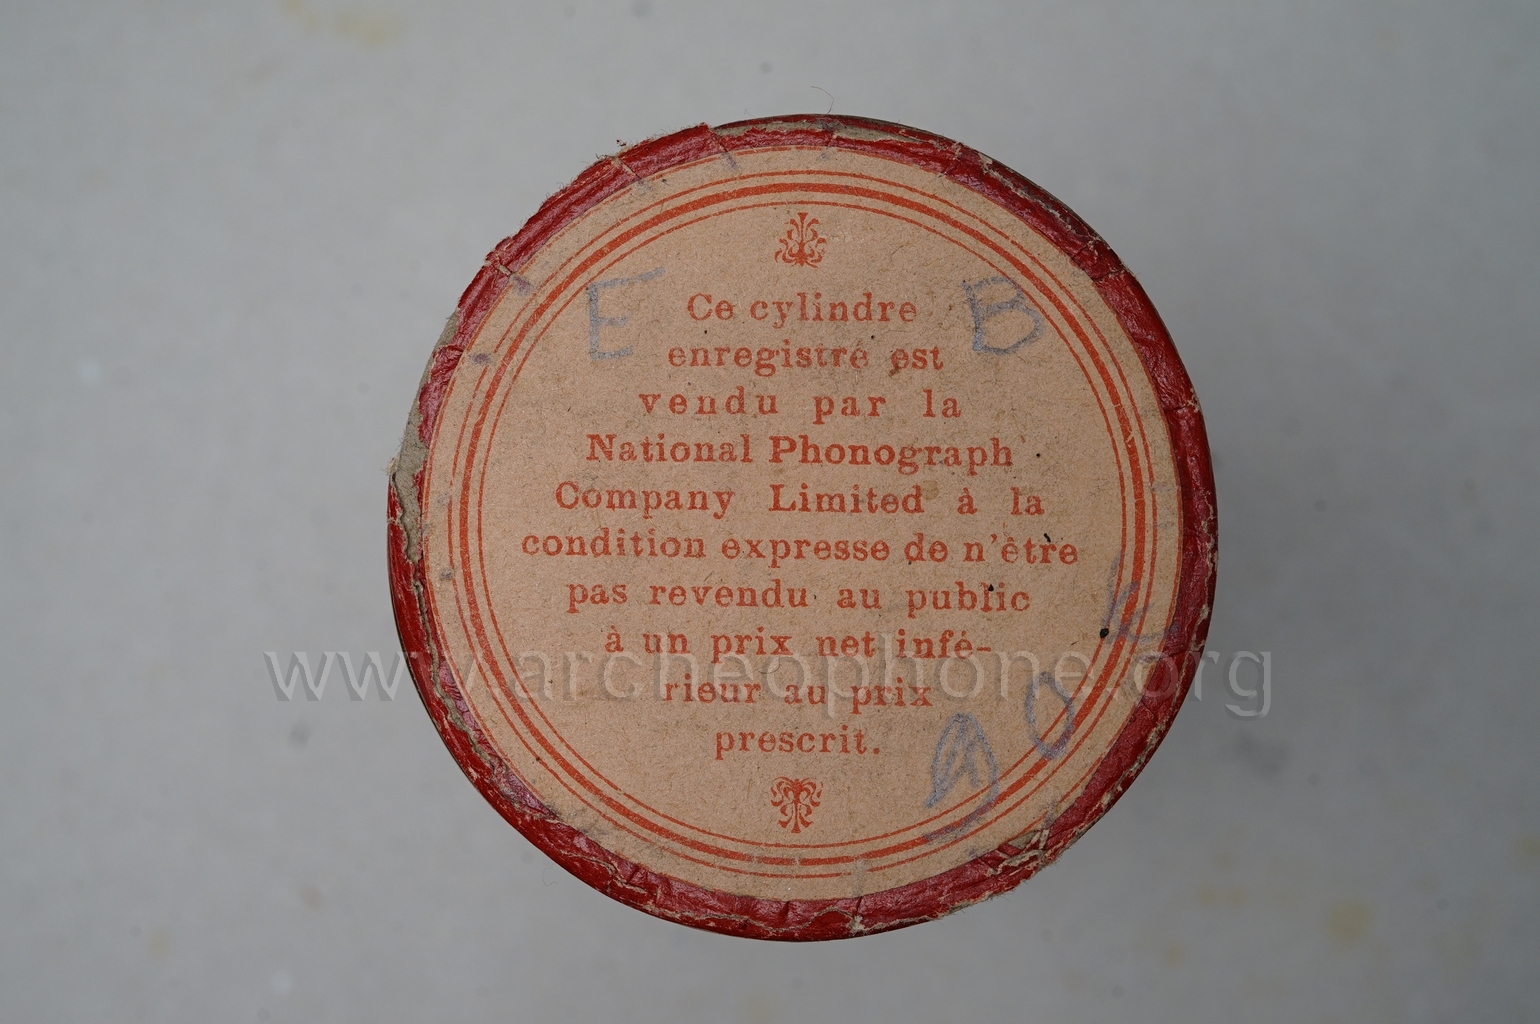 E B
Ce cylindre
enregistré est
vendu par la
National Phonograph
Company Limited à la
condition expresse de n'être
pas revendu au public
à un prix net infé-
rieur au prix
prescrit.
www.archeophone.org